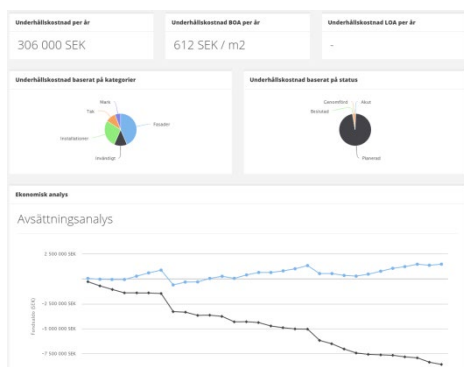 Underhållskostnad per år
306 000 SEK
Underhållskostnad BOA per år
612 SEK / m2
Underhållskostnad LOA per år
-
Underhållskostnad baserat på kategorier
Mark
Tak
Fasader
Installationer
Invändigt
Underhållskostnad baserat på status
Genomförd
Akut
Beslutad
Planerad
Ekonomisk analys
Avsättningsanalys
2 500 000 SEK
-2 500 000 SEK
-5 000 000 SEK
-7 500 000 SEK